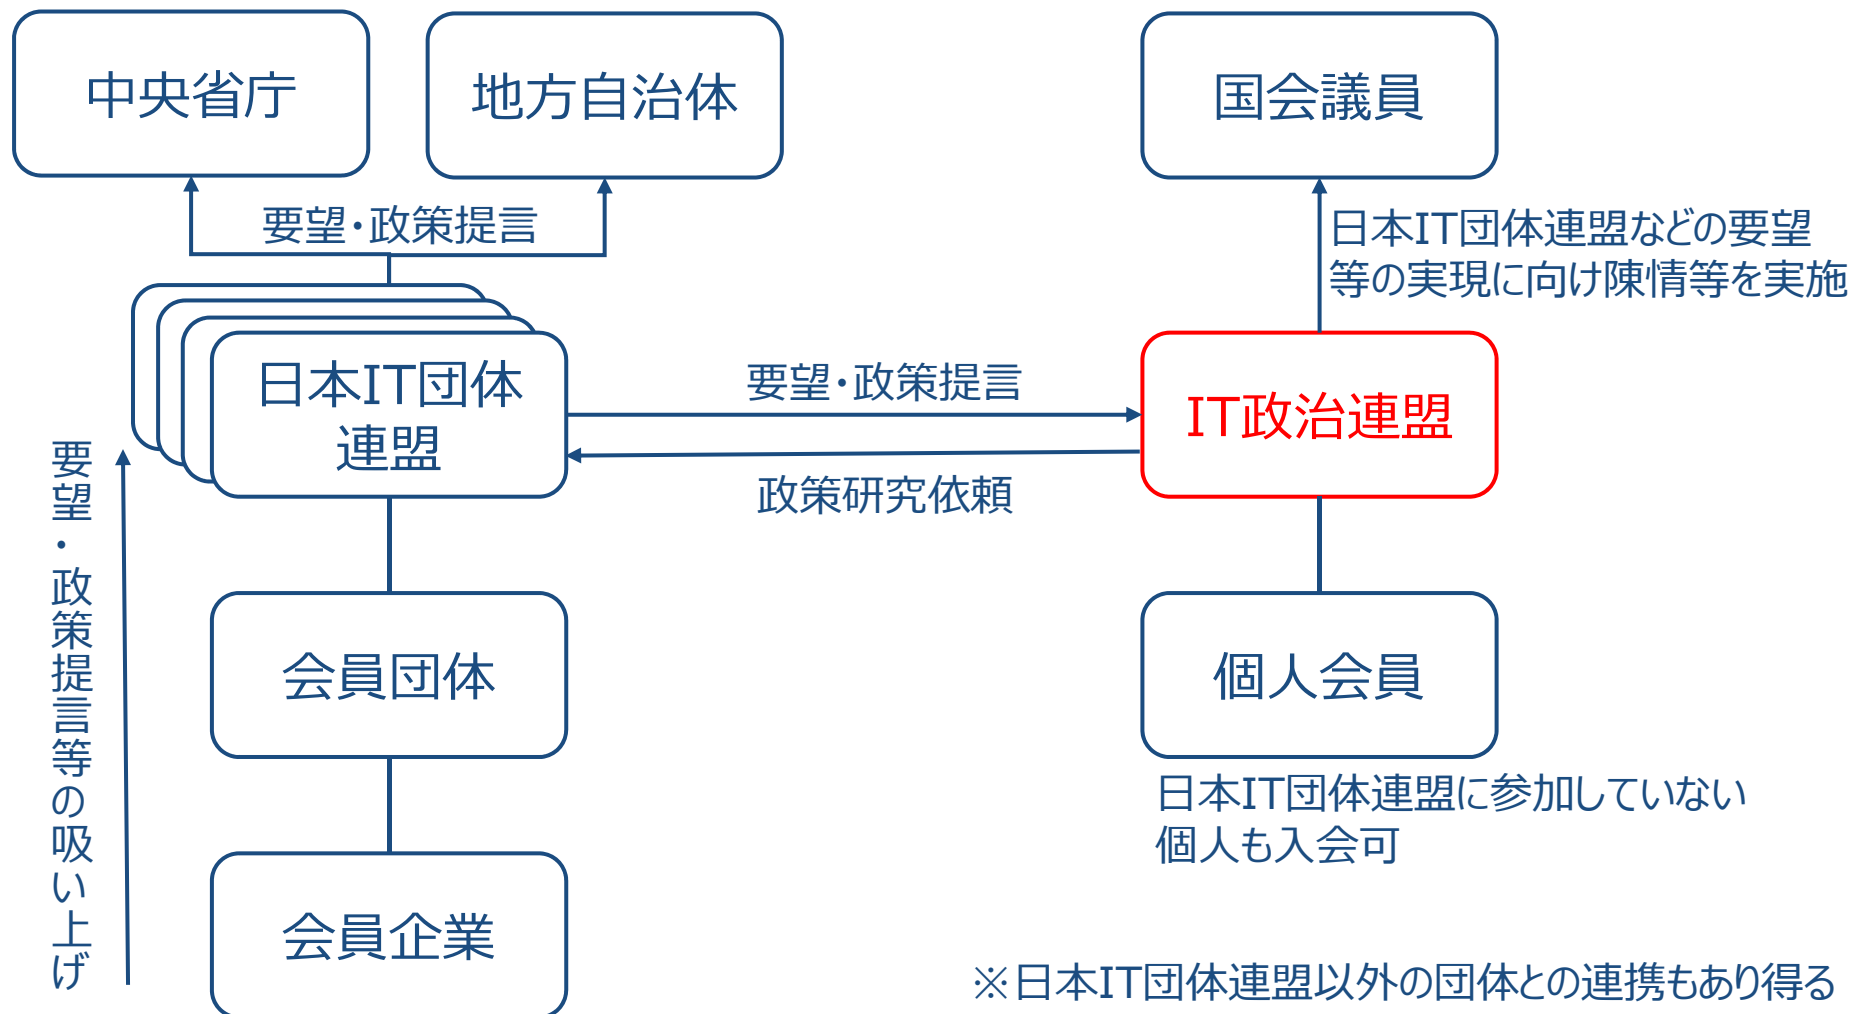 中央省庁
地方自治体
国会議員
要望・政策提言
日本IT団体連盟などの要望
等の実現に向け陳情等を実施
日本IT団体
連盟
要望・政策提言
IT政治連盟
政策研究依頼
要望・政策提言等の吸い上げ
会員団体
個人会員
日本IT団体連盟に参加していない
個人も入会可
会員企業
※日本IT団体連盟以外の団体との連携もあり得る